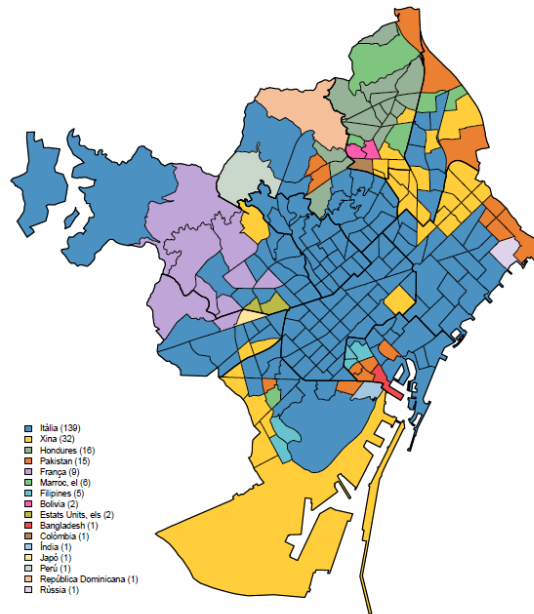 Itàlia (139)
Xina (32)
Hondures (16)
Pakistan (15)
França (9)
Marroc, el (6)
Filipines (5)
Bolívia (2)
Estats Units, els (2)
Bangladesh (1)
Colòmbia (1)
Índia (1)
Japó (1)
Perú (1)
República Dominicana (1)
Rússia (1)